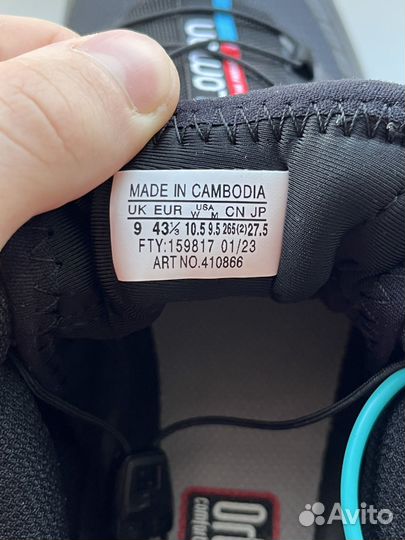 MADE IN CAMBODIA
UK EUR USA W M CN JP
9 43⅓ 10.5 9.5 265(2) 27.5
FTY:159817 01/23
ART NO.410866
Avito